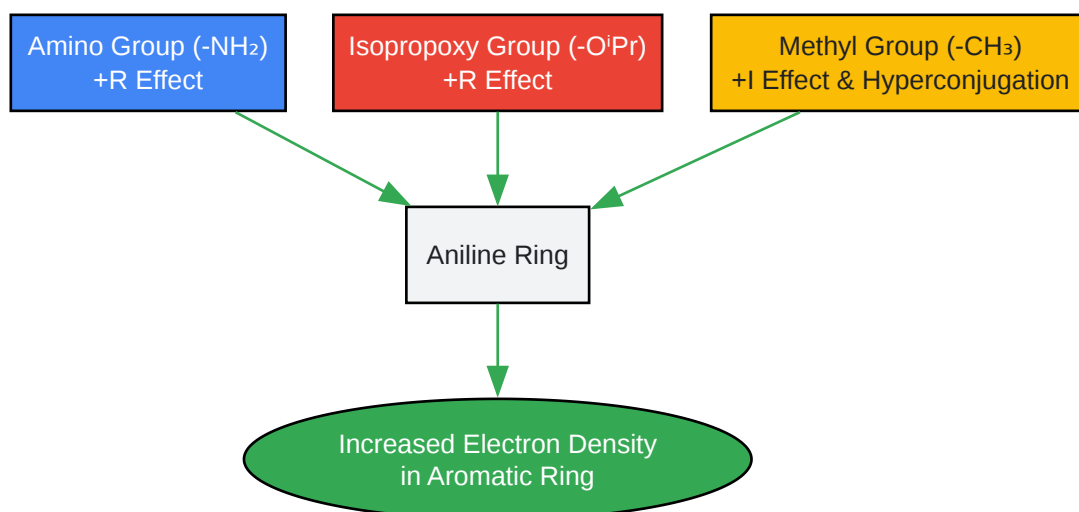 Amino Group (-NH₂)
+R Effect
Isopropoxy Group (-OⁱPr)
+R Effect
Methyl Group (-CH₃)
+I Effect & Hyperconjugation
Aniline Ring
Increased Electron Density
in Aromatic Ring